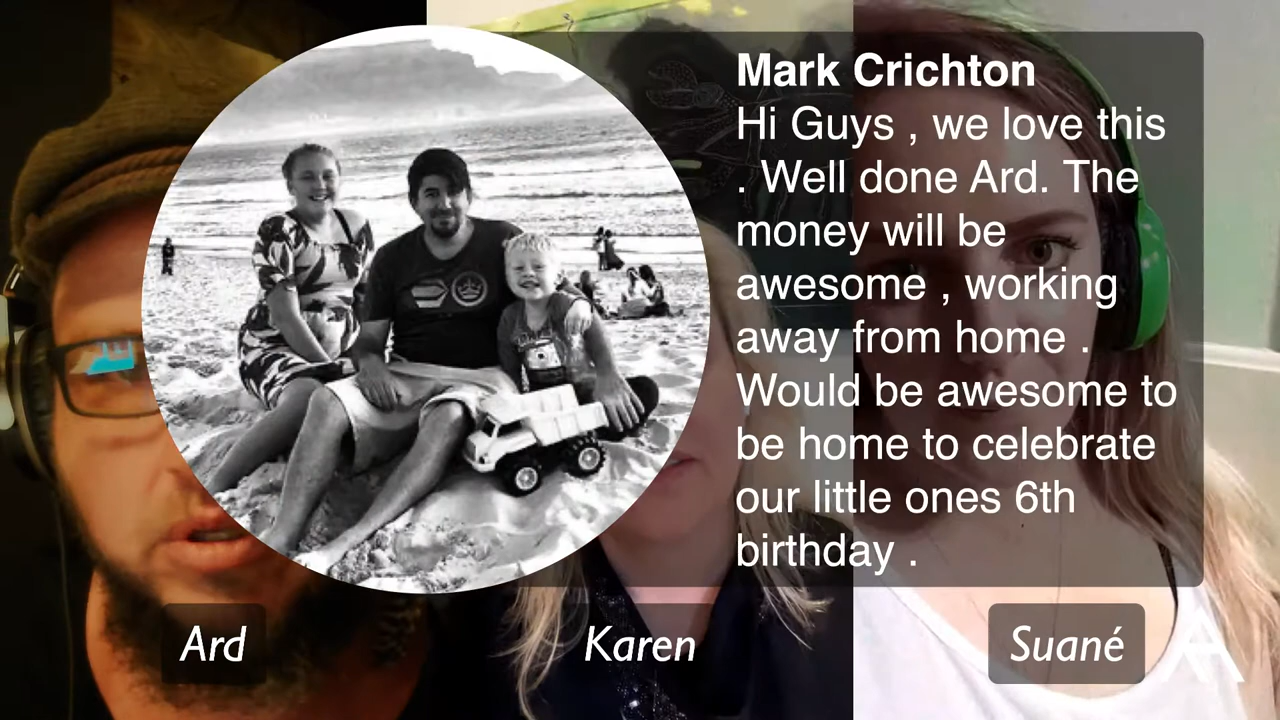 Mark Crichton
Hi Guys , we love this
. Well done Ard. The
money will be
awesome , working
away from home .
Would be awesome to
be home to celebrate
our little ones 6th
birthday .
Ard
Karen
Suané